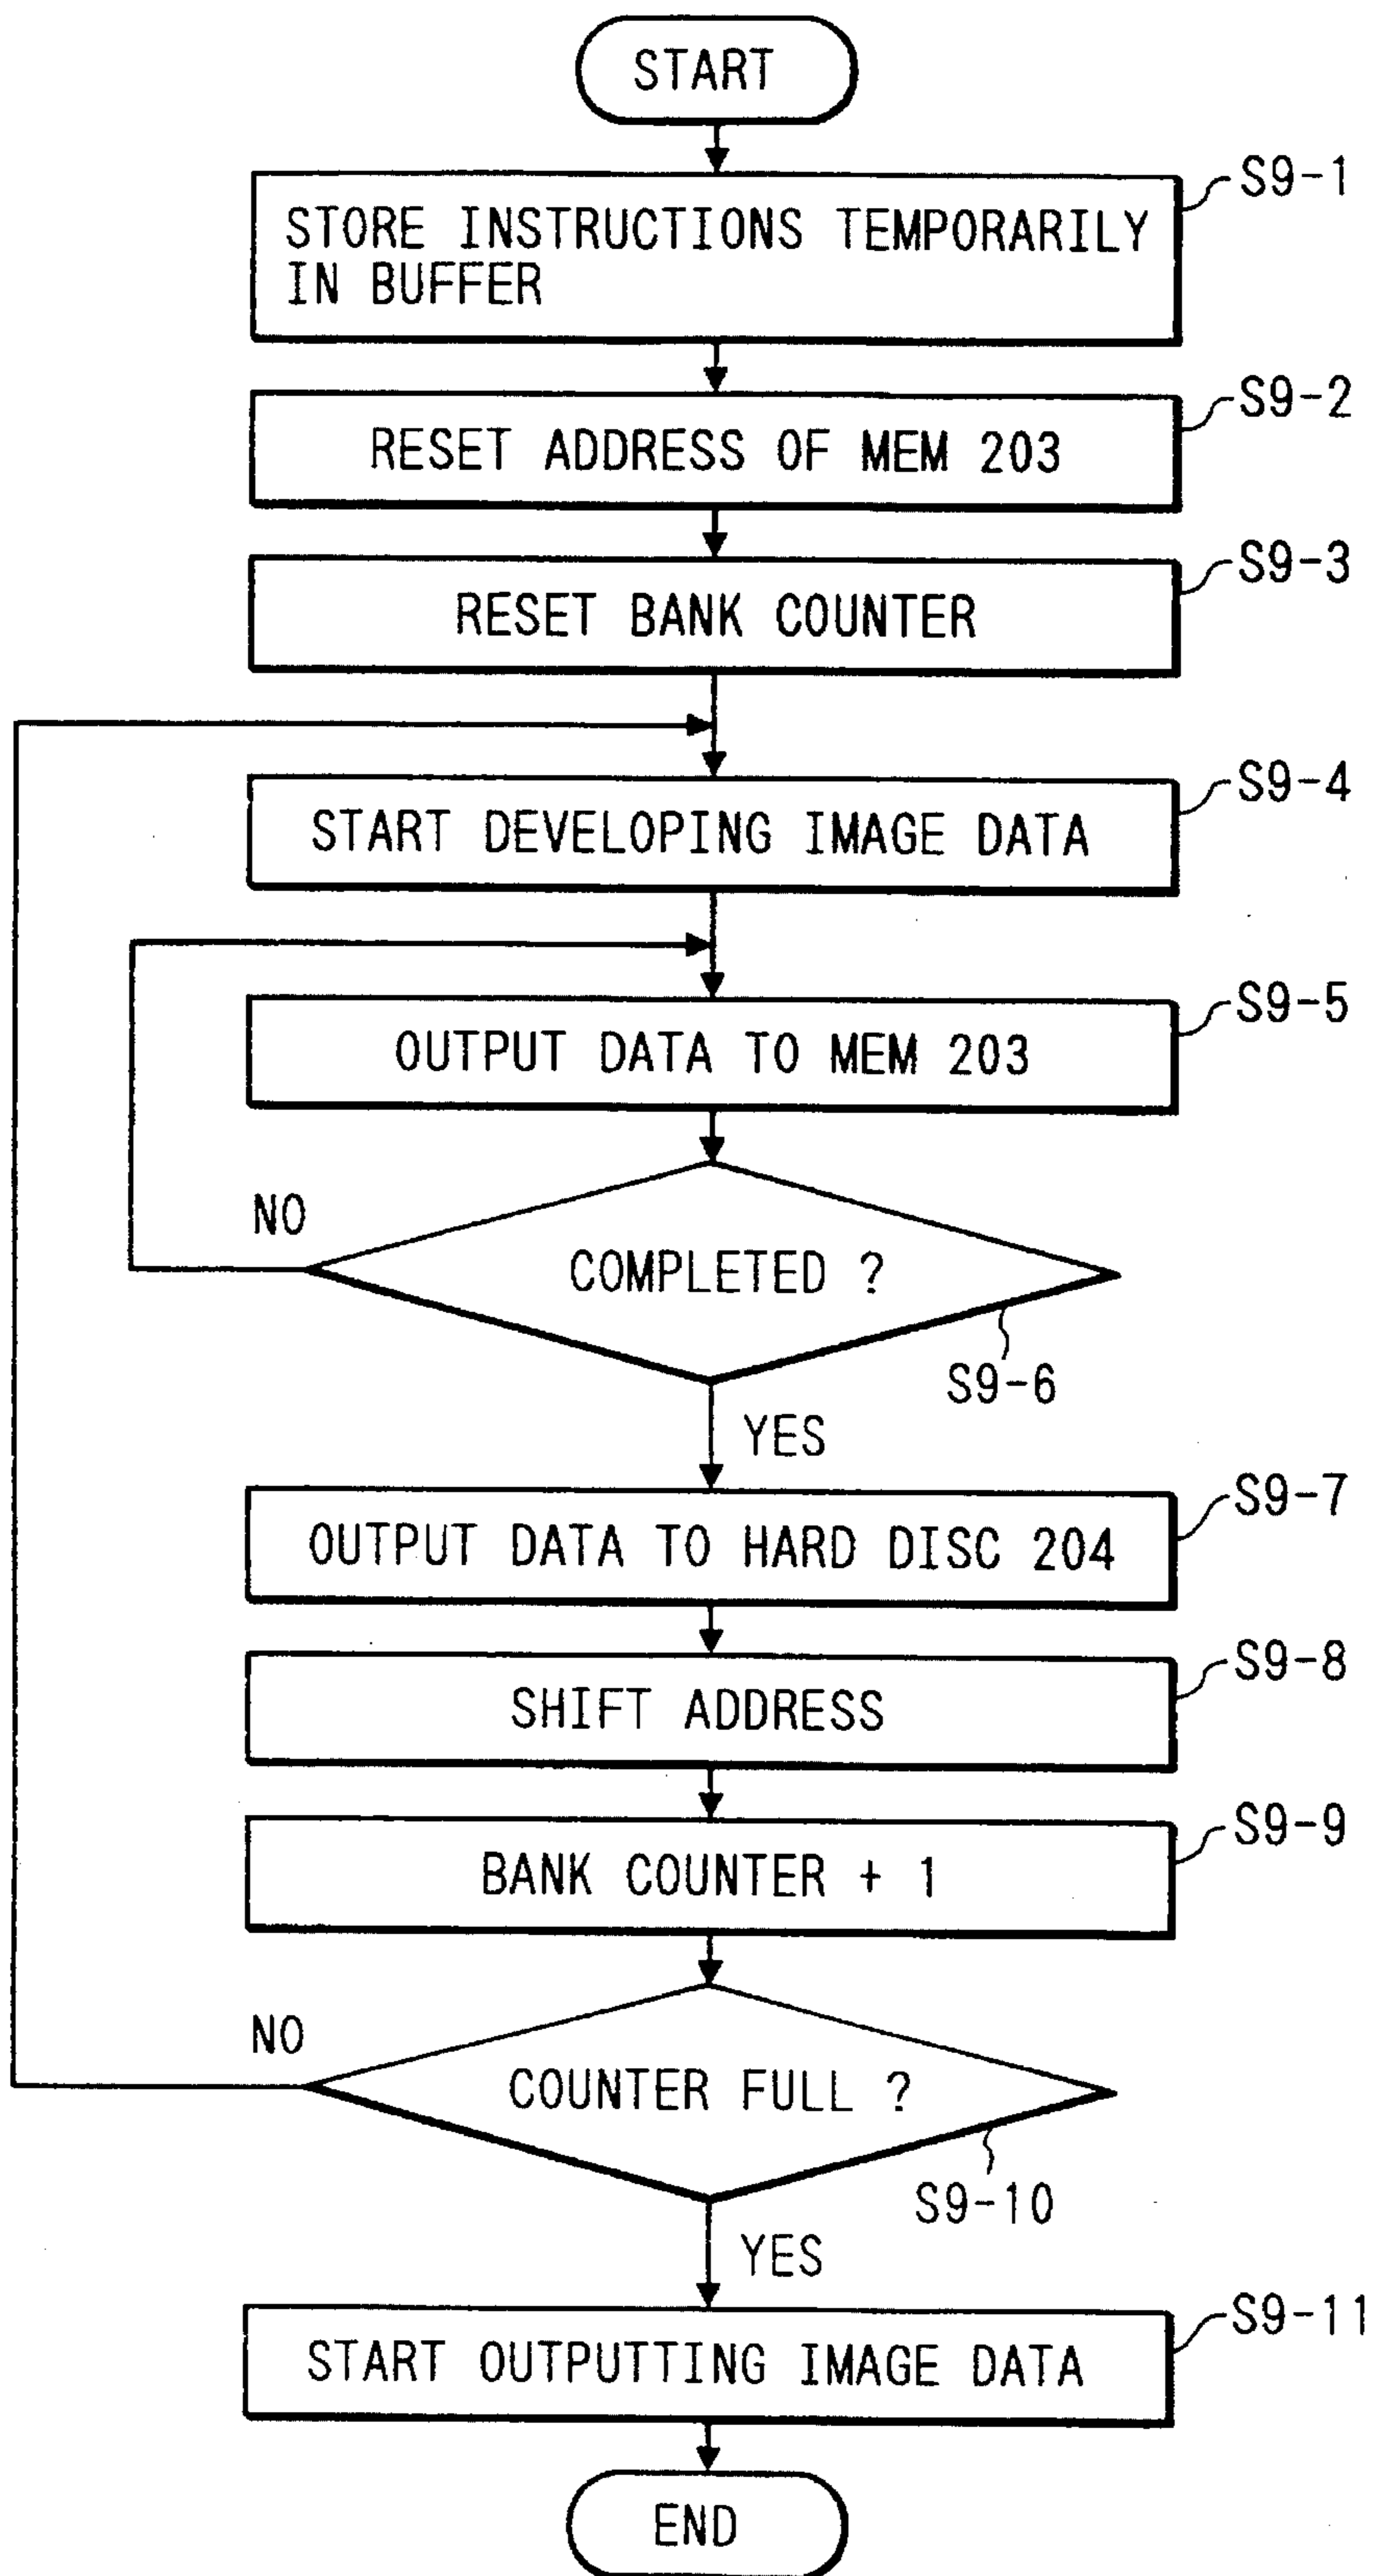 START
S9-1
STORE INSTRUCTIONS TEMPORARILY
IN BUFFER
S9-2
RESET ADDRESS OF MEM 203
S9-3
RESET BANK COUNTER
S9-4
START DEVELOPING IMAGE DATA
S9-5
OUTPUT DATA TO MEM 203
NO
COMPLETED ?
S9-6
YES
S9-7
OUTPUT DATA TO HARD DISC 204
S9-8
SHIFT ADDRESS
S9-9
BANK COUNTER + 1
NO
COUNTER FULL ?
S9-10
YES
S9-11
START OUTPUTTING IMAGE DATA
END